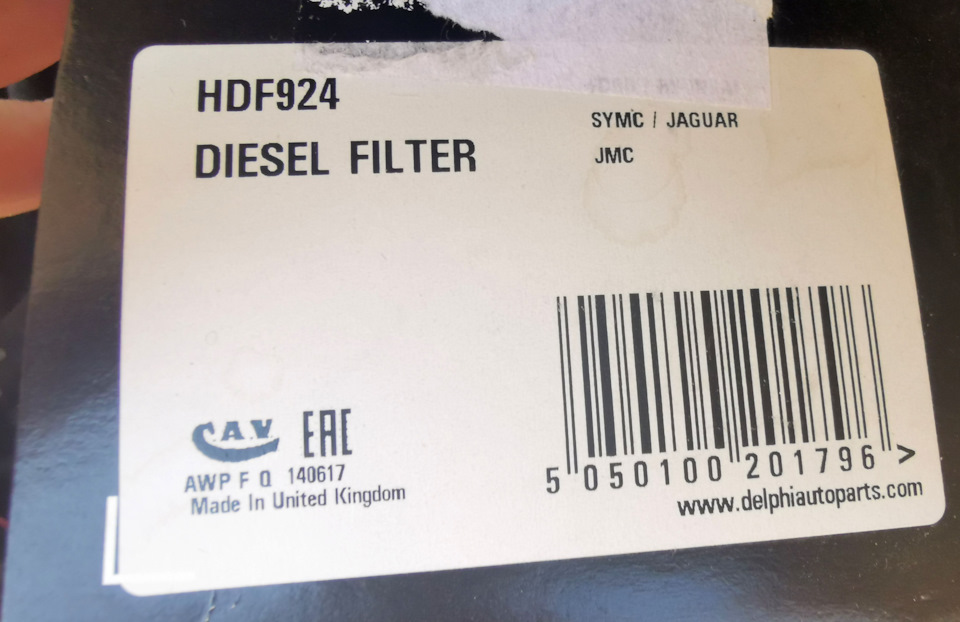 HDF924
DIESEL FILTER
SYMC / JAGUAR
JMC
C.A.V.
EAC
AWP F Q 140617
Made In United Kingdom
5 050100 201796 >
www.delphiautoparts.com